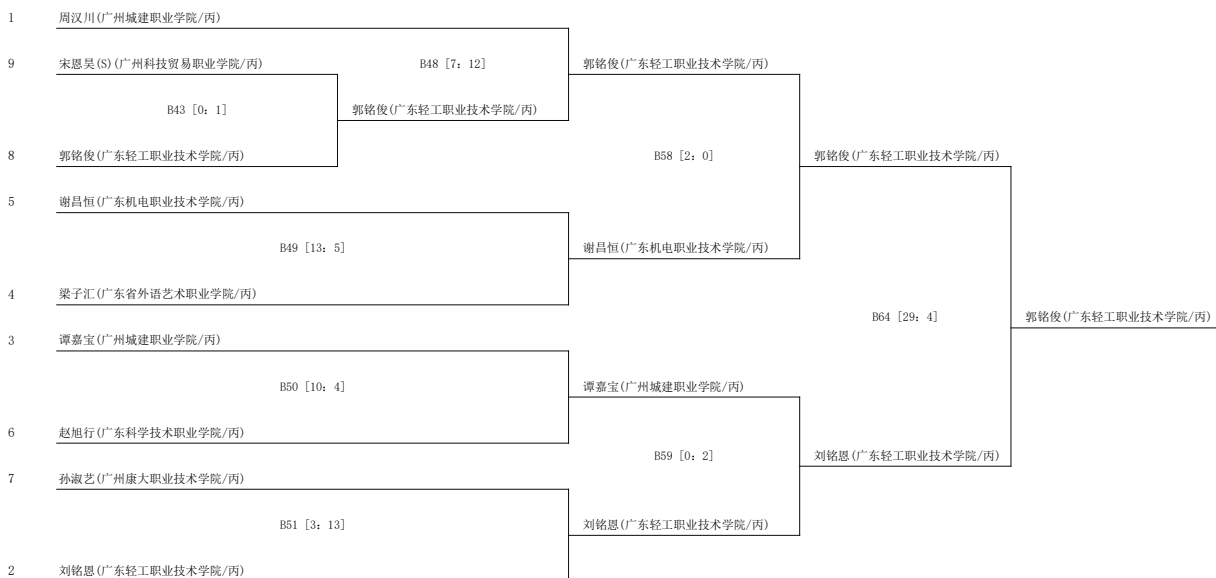 1 周汉川(广州城建职业学院/丙)
9 宋恩昊(S)(广州科技贸易职业学院/丙) B48 [7: 12] 郭铭俊(广东轻工职业技术学院/丙)
B43 [0: 1] 郭铭俊(广东轻工职业技术学院/丙)
8 郭铭俊(广东轻工职业技术学院/丙) B58 [2: 0] 郭铭俊(广东轻工职业技术学院/丙)
5 谢昌恒(广东机电职业技术学院/丙)
B49 [13: 5] 谢昌恒(广东机电职业技术学院/丙)
4 梁子汇(广东省外语艺术职业学院/丙)
B64 [29: 4] 郭铭俊(广东轻工职业技术学院/丙)
3 谭嘉宝(广州城建职业学院/丙)
B50 [10: 4] 谭嘉宝(广州城建职业学院/丙)
6 赵旭行(广东科学技术职业学院/丙)
B59 [0: 2] 刘铭恩(广东轻工职业技术学院/丙)
7 孙淑艺(广州康大职业技术学院/丙)
B51 [3: 13] 刘铭恩(广东轻工职业技术学院/丙)
2 刘铭恩(广东轻工职业技术学院/丙)